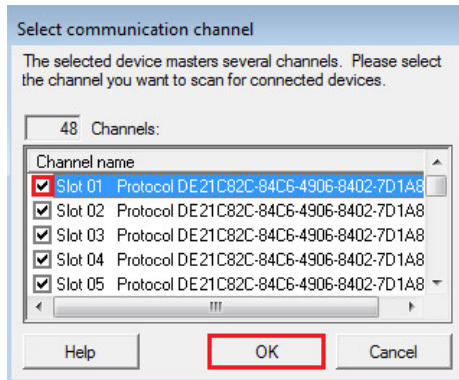 Select communication channel
The selected device masters several channels. Please select
the channel you want to scan for connected devices.
48 Channels:
Channel name
Slot 01 Protocol DE21C82C-84C6-4906-8402-7D1A8
Slot 02 Protocol DE21C82C-84C6-4906-8402-7D1A8
Slot 03 Protocol DE21C82C-84C6-4906-8402-7D1A8
Slot 04 Protocol DE21C82C-84C6-4906-8402-7D1A8
Slot 05 Protocol DE21C82C-84C6-4906-8402-7D1A8
Help OK Cancel